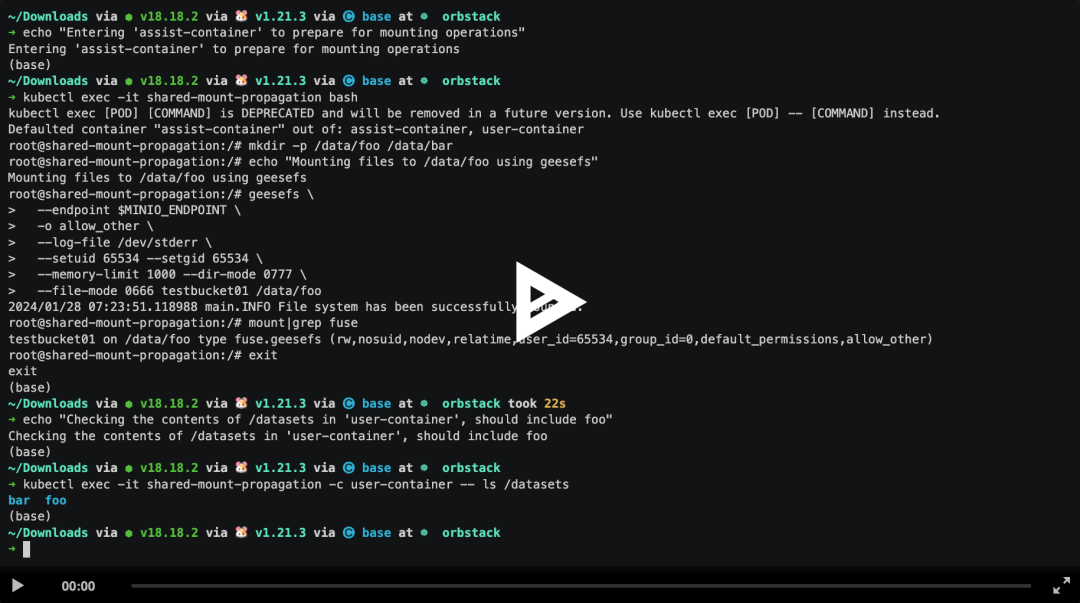 ~/Downloads via v18.18.2 via 🐹 v1.21.3 via C base at ⎈ orbstack
➜ echo "Entering 'assist-container' to prepare for mounting operations"
Entering 'assist-container' to prepare for mounting operations
(base)
~/Downloads via v18.18.2 via 🐹 v1.21.3 via C base at ⎈ orbstack
➜ kubectl exec -it shared-mount-propagation bash
kubectl exec [POD] [COMMAND] is DEPRECATED and will be removed in a future version. Use kubectl exec [POD] -- [COMMAND] instead.
Defaulted container "assist-container" out of: assist-container, user-container
root@shared-mount-propagation:/# mkdir -p /data/foo /data/bar
root@shared-mount-propagation:/# echo "Mounting files to /data/foo using geesefs"
Mounting files to /data/foo using geesefs
root@shared-mount-propagation:/# geesefs \
>   --endpoint $MINIO_ENDPOINT \
>   -o allow_other \
>   --log-file /dev/stderr \
>   --setuid 65534 --setgid 65534 \
>   --memory-limit 1000 --dir-mode 0777 \
>   --file-mode 0666 testbucket01 /data/foo
2024/01/28 07:23:51.118988 main.INFO File system has been successfully
root@shared-mount-propagation:/# mount|grep fuse
testbucket01 on /data/foo type fuse.geesefs (rw,nosuid,nodev,relatime,user_id=65534,group_id=0,default_permissions,allow_other)
root@shared-mount-propagation:/# exit
exit
(base)
~/Downloads via v18.18.2 via 🐹 v1.21.3 via C base at ⎈ orbstack took 22s
➜ echo "Checking the contents of /datasets in 'user-container', should include foo"
Checking the contents of /datasets in 'user-container', should include foo
(base)
~/Downloads via v18.18.2 via 🐹 v1.21.3 via C base at ⎈ orbstack
➜ kubectl exec -it shared-mount-propagation -c user-container -- ls /datasets
bar  foo
(base)
~/Downloads via v18.18.2 via 🐹 v1.21.3 via C base at ⎈ orbstack
➜
00:00